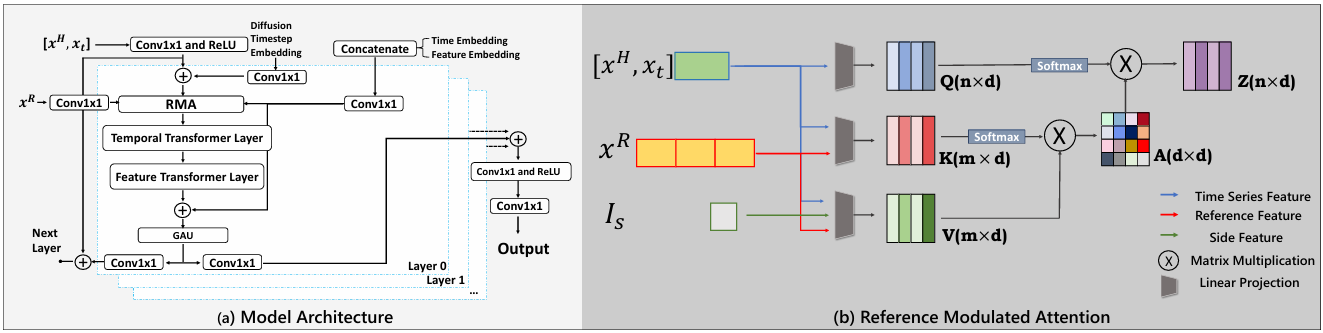 [x^H, x_t]
Conv1x1 and ReLU
Diffusion
Timestep
Embedding
Conv1x1
Concatenate
Time Embedding
Feature Embedding
x^R
Conv1x1
RMA
Conv1x1
Temporal Transformer Layer
Feature Transformer Layer
GAU
Conv1x1
Conv1x1
Next
Layer
Layer 0
Layer 1
...
Conv1x1 and ReLU
Conv1x1
Output
(a) Model Architecture
[x^H, x_t]
Q(n×d)
Softmax
X
Z(n×d)
x^R
K(m × d)
Softmax
X
A(d×d)
I_s
V(m×d)
Time Series Feature
Reference Feature
Side Feature
X Matrix Multiplication
Linear Projection
(b) Reference Modulated Attention